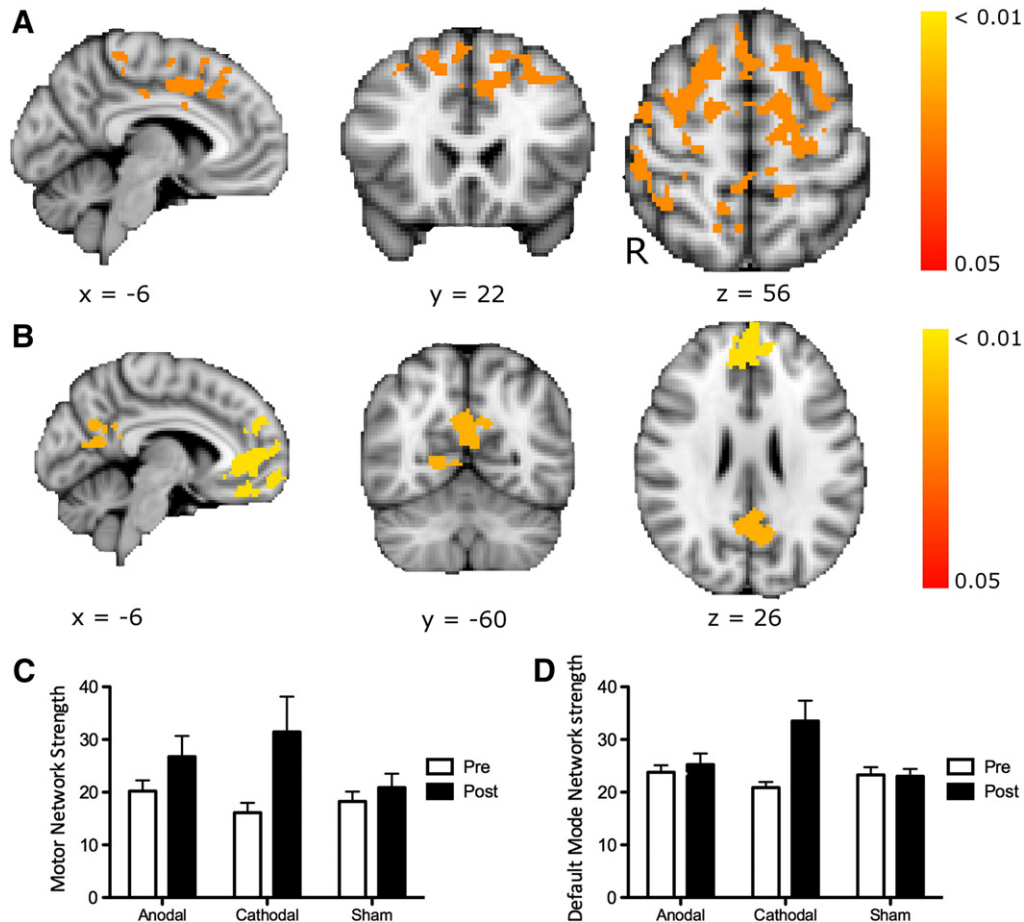 A
< 0.01
R
0.05
x = -6
y = 22
z = 56
B
< 0.01
0.05
x = -6
y = -60
z = 26
C
Motor Network Strength
40
30
20
10
0
Pre
Post
Anodal
Cathodal
Sham
D
Default Mode Network strength
40
30
20
10
0
Pre
Post
Anodal
Cathodal
Sham